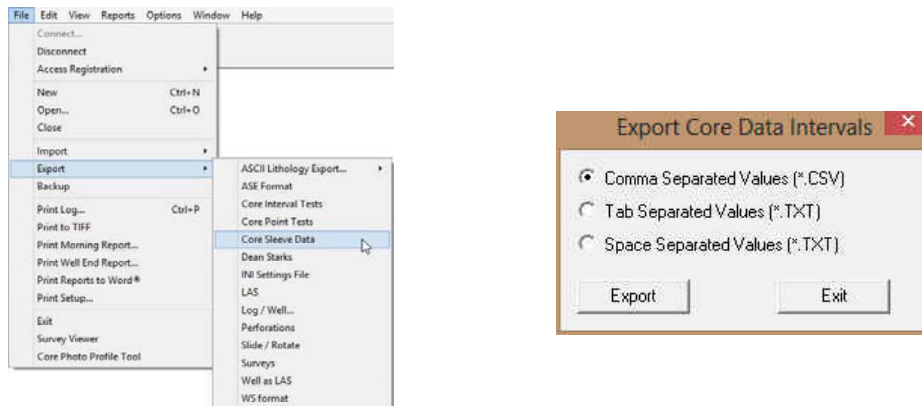 File Edit View Reports Options Window Help
Connect...
Disconnect
Access Registration
New Ctrl+N
Open... Ctrl+O
Close
Import
Export
Backup
Print Log... Ctrl+P
Print to TIFF
Print Morning Report...
Print Well End Report...
Print Reports to Word®
Print Setup...
Exit
Survey Viewer
Core Photo Profile Tool
ASCII Lithology Export...
ASE Format
Core Interval Tests
Core Point Tests
Core Sleeve Data
Dean Starks
INI Settings File
LAS
Log / Well...
Perforations
Slide / Rotate
Surveys
Well as LAS
WS format
Export Core Data Intervals
Comma Separated Values (*.CSV)
Tab Separated Values (*.TXT)
Space Separated Values (*.TXT)
Export Exit